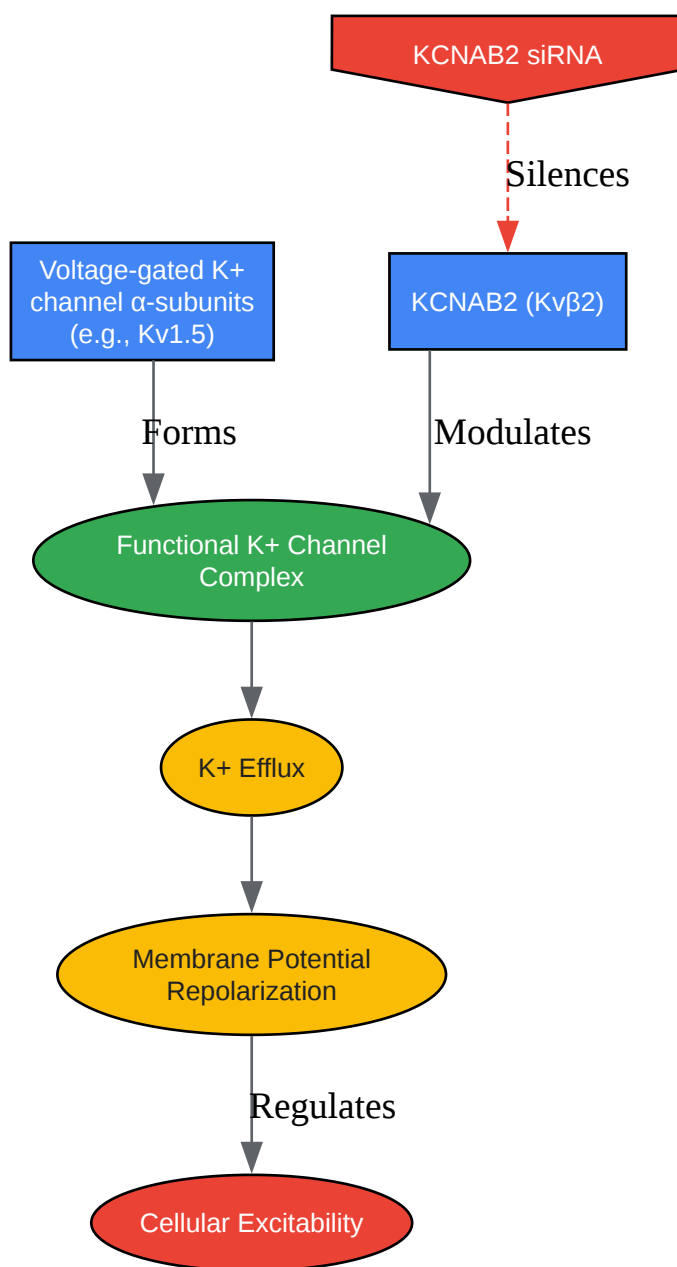 KCNAB2 siRNA
Silences
Voltage-gated K+
channel α-subunits
(e.g., Kv1.5)
KCNAB2 (Kvβ2)
Forms
Modulates
Functional K+ Channel
Complex
K+ Efflux
Membrane Potential
Repolarization
Regulates
Cellular Excitability